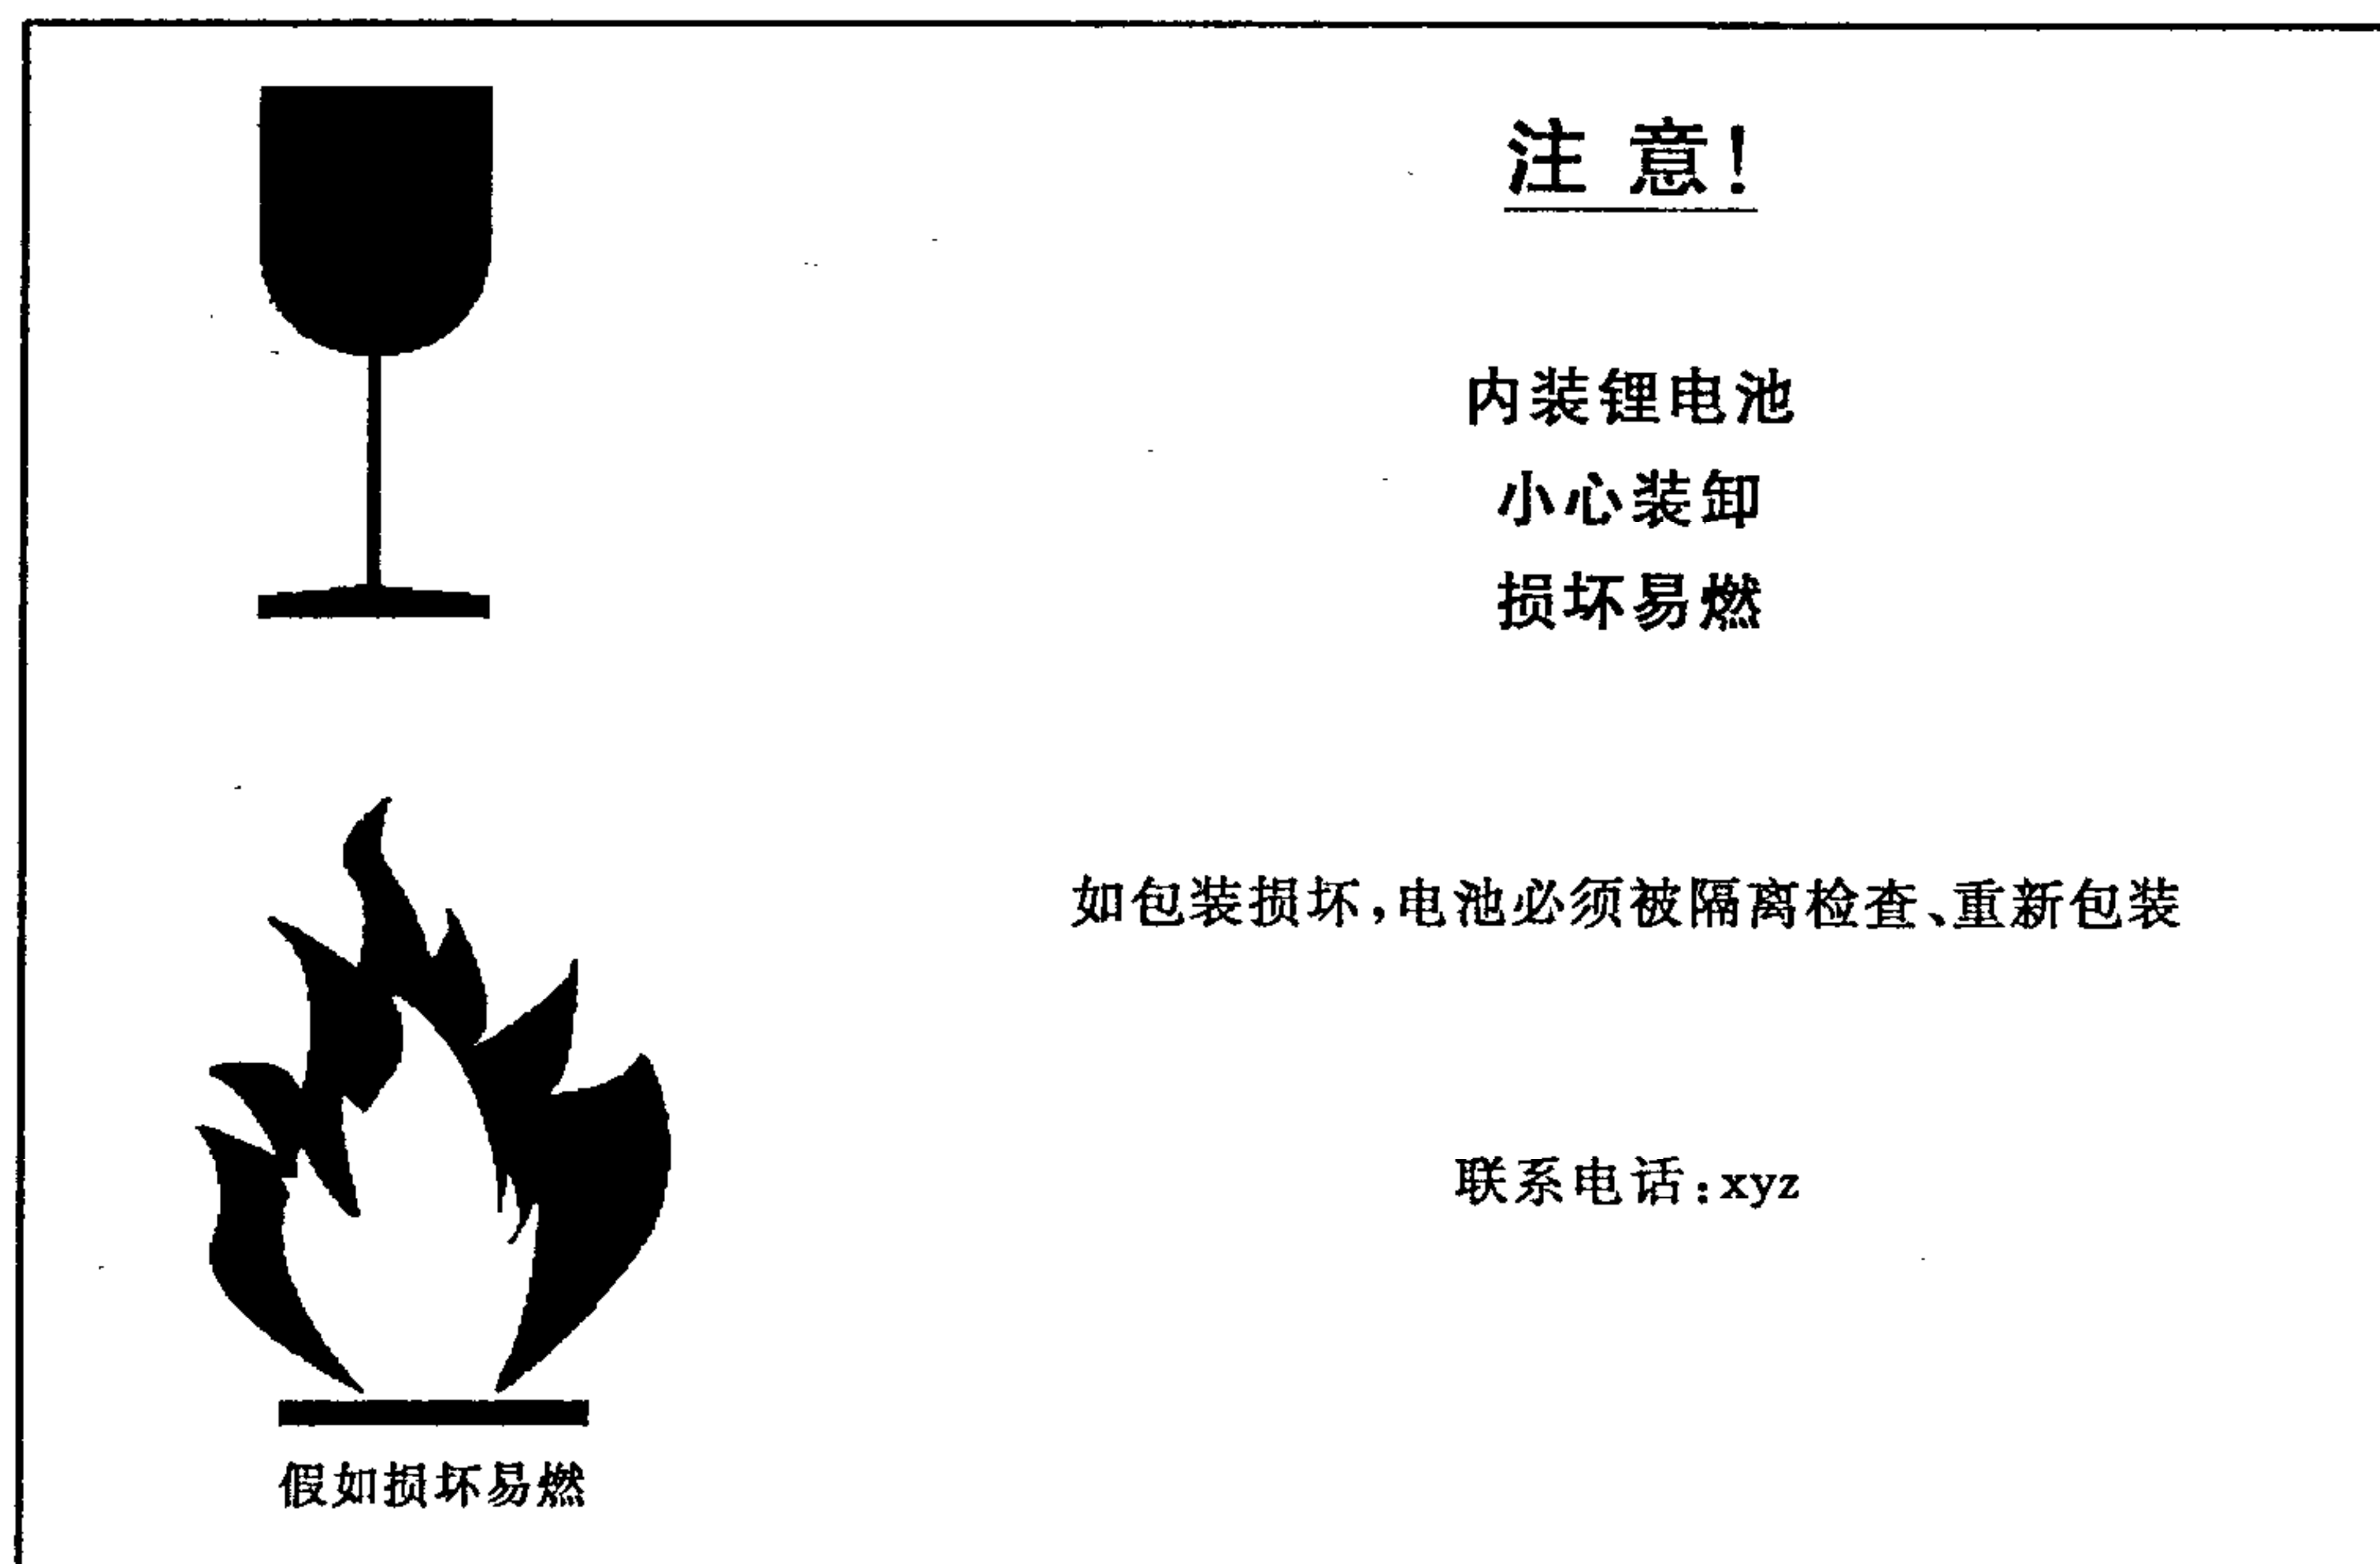 注 意!
内装锂电池
小心装卸
损坏易燃
如包装损坏,电池必须被隔离检查、重新包装
联系电话:xyz
假如损坏易燃